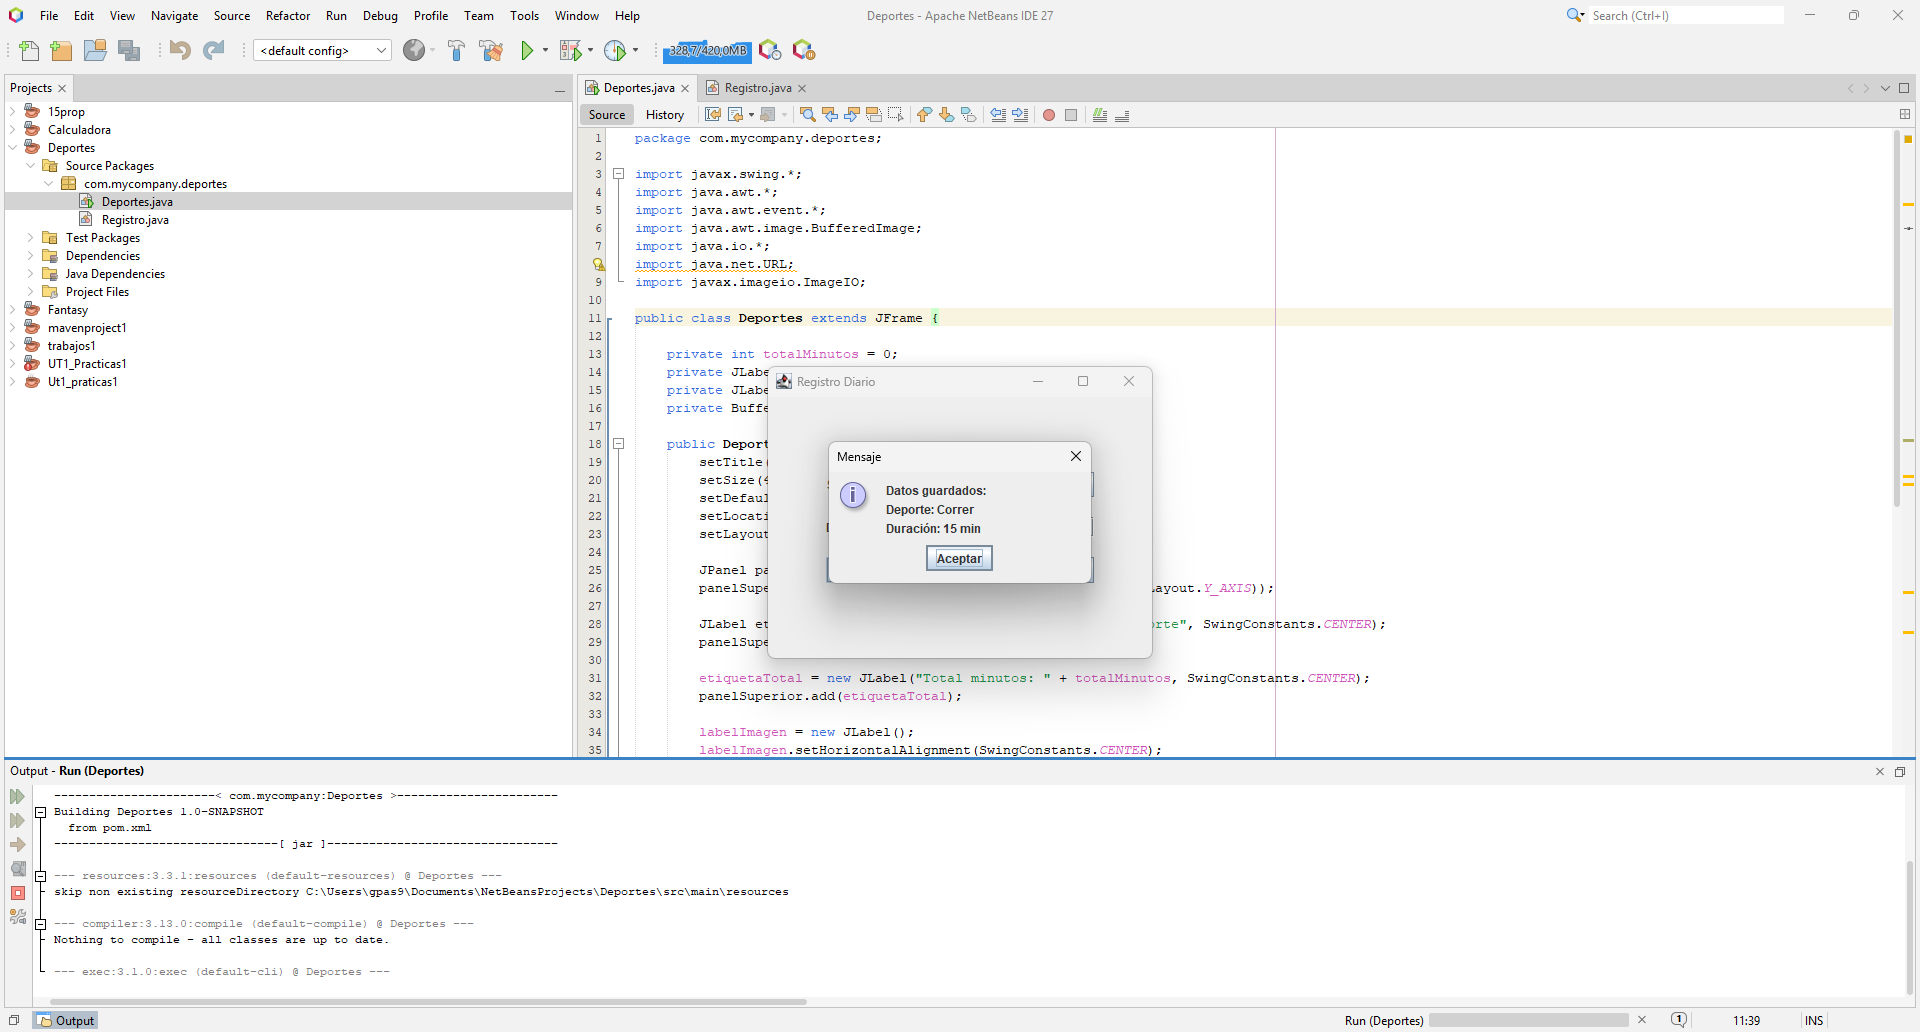 File Edit View Navigate Source Refactor Run Debug Profile Team Tools Window Help
Deportes - Apache NetBeans IDE 27
Search (Ctrl+I)
<default config>
328,7/420,0MB
Projects
15prop
Calculadora
Deportes
Source Packages
com.mycompany.deportes
Deportes.java
Registro.java
Test Packages
Dependencies
Java Dependencies
Project Files
Fantasy
mavenproject1
trabajos1
UT1_Practicas1
Ut1_praticas1
Deportes.java
Registro.java
Source History
1 package com.mycompany.deportes;
2
3 import javax.swing.*;
4 import java.awt.*;
5 import java.awt.event.*;
6 import java.awt.image.BufferedImage;
7 import java.io.*;
import java.net.URL;
9 import javax.imageio.ImageIO;
10
11 public class Deportes extends JFrame {
12
13 private int totalMinutos = 0;
14 private JLabe
15 private JLabe
16 private Buffe
17
18 public Deport
19 setTitle(
20 setSize(4
21 setDefaul
22 setLocati
23 setLayout
24
25 JPanel pa
26 panelSupe ayout.Y_AXIS));
27
28 JLabel et rte", SwingConstants.CENTER);
29 panelSupe
30
31 etiquetaTotal = new JLabel("Total minutos: " + totalMinutos, SwingConstants.CENTER);
32 panelSuperior.add(etiquetaTotal);
33
34 labelImagen = new JLabel();
35 labelImagen.setHorizontalAlignment(SwingConstants.CENTER);
Registro Diario
Mensaje
Datos guardados:
Deporte: Correr
Duración: 15 min
Aceptar
Output - Run (Deportes)
-----------------------< com.mycompany:Deportes >-----------------------
Building Deportes 1.0-SNAPSHOT
from pom.xml
--------------------------------[ jar ]---------------------------------
--- resources:3.3.1:resources (default-resources) @ Deportes ---
skip non existing resourceDirectory C:\Users\gpas9\Documents\NetBeansProjects\Deportes\src\main\resources
--- compiler:3.13.0:compile (default-compile) @ Deportes ---
Nothing to compile - all classes are up to date.
--- exec:3.1.0:exec (default-cli) @ Deportes ---
Output
Run (Deportes)
1
11:39
INS